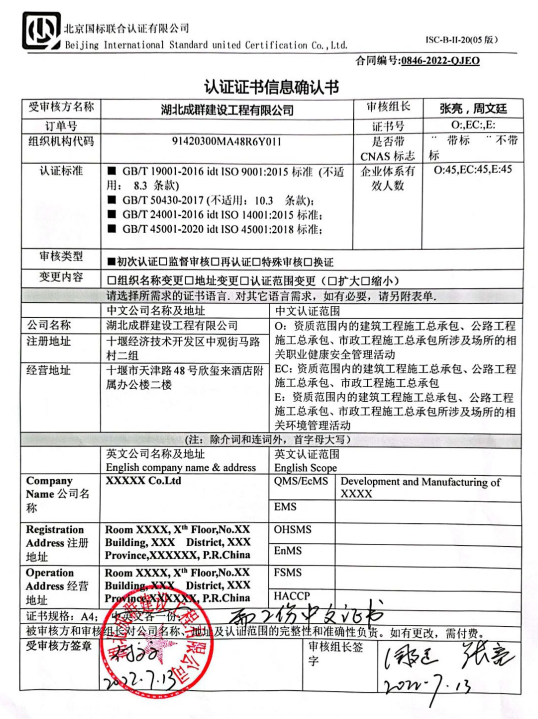 北京国标联合认证有限公司
Beijing International Standard united Certification Co.,Ltd.
ISC-B-II-20(05 版)
合同编号:0846-2022-QJEO
认证证书信息确认书
受审核方名称 湖北成群建设工程有限公司 审核组长 张亮，周文廷
订单号 证书号 O:,EC:,E:
组织机构代码 91420300MA48R6Y011 是否带 CNAS 标志 ¨ 带标 ¨不带标
认证标准
■ GB/T 19001-2016 idt ISO 9001:2015 标准 (不适
用: 8.3 条款)
■ GB/T 50430-2017 (不适用: 10.3 条款);
■ GB/T 24001-2016 idt ISO 14001:2015 标准;
■ GB/T 45001-2020 idt ISO 45001:2018 标准;
企业体系有
效人数
O:45,EC:45,E:45
审核类型 ■初次认证□监督审核□再认证□特殊审核□换证
变更内容 □组织名称变更□地址变更□认证范围变更（□扩大□缩小）
请选择所需求的证书语言. 对其它语言需求，如有必要，请另附表单.
中文公司名称及地址 中文认证范围
公司名称 湖北成群建设工程有限公司
注册地址 十堰经济技术开发区中观街马路
村二组
经营地址 十堰市天津路 48 号欣玺来酒店附
属办公楼二楼
O：资质范围内的建筑工程施工总承包、公路工程
施工总承包、市政工程施工总承包所涉及场所的相
关职业健康安全管理活动
EC：资质范围内的建筑工程施工总承包、公路工程
施工总承包、市政工程施工总承包
E：资质范围内的建筑工程施工总承包、公路工程
施工总承包、市政工程施工总承包所涉及场所的相
关环境管理活动
(注：除介词和连词外，首字母大写)
英文公司名称及地址
English company name & address
英文认证范围
English Scope
Company
Name 公司名
称
XXXXX Co.Ltd
QMS/EcMS Development and Manufacturing of
XXXX
EMS
Registration
Address 注册
地址
Room XXXX, Xth Floor,No.XX
Building, XXX District, XXX
Province,XXXXXX, P.R.China
OHSMS
EnMS
Operation
Address 经营
地址
Room XXXX, Xth Floor,No.XX
Building, XXX District, XXX
Province,XXXXXX, P.R.China
FSMS
HACCP
证书规格: A4;
两2份中文证书
被审核方和审核组长对公司名称、地址及认证范围的完整性和准确性负责。如有更改，需付费。
受审核方签章
2022.7.13
审核组长签
字
张亮
2022.7.13